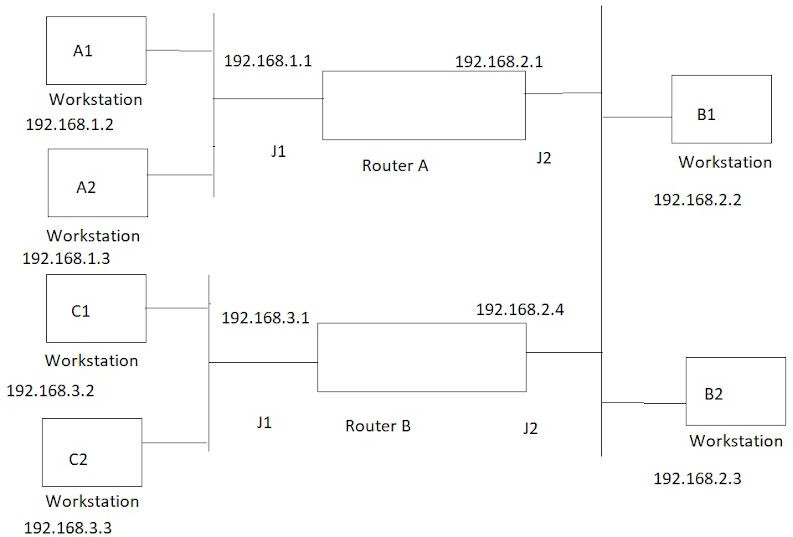 A1
Workstation
192.168.1.2
A2
Workstation
192.168.1.3
192.168.1.1
J1
Router A
192.168.2.1
J2
B1
Workstation
192.168.2.2
C1
Workstation
192.168.3.2
C2
Workstation
192.168.3.3
192.168.3.1
J1
Router B
192.168.2.4
J2
B2
Workstation
192.168.2.3